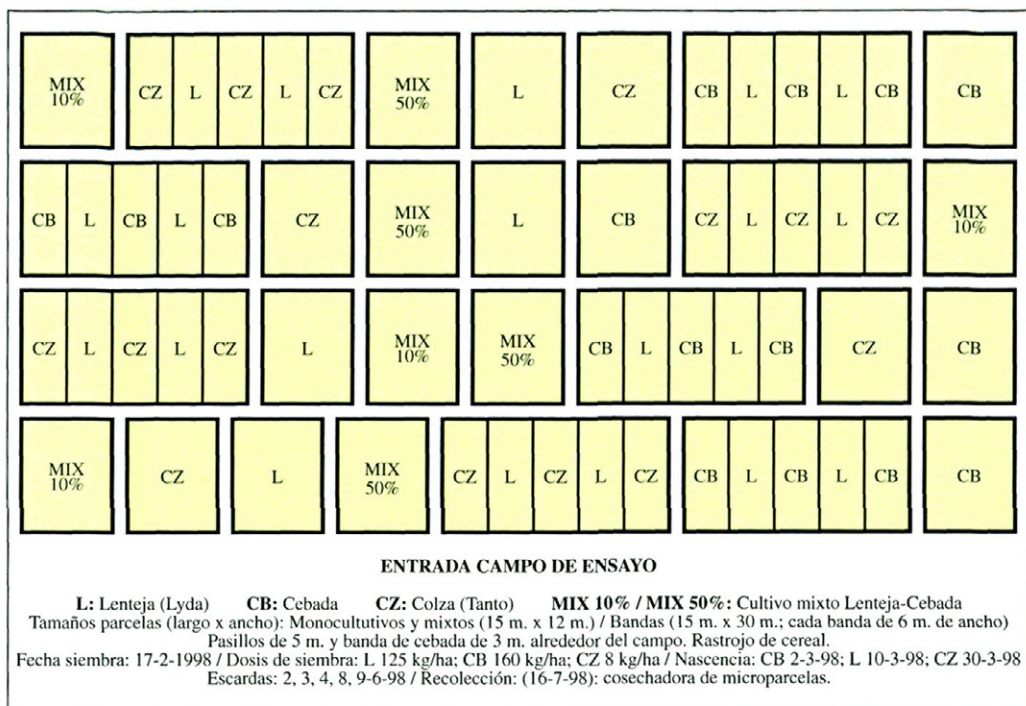 MIX 10% CZ L CZ L CZ MIX 50% L CZ CB L CB L CB CB
CB L CB L CB CZ MIX 50% L CB CZ L CZ L CZ MIX 10%
CZ L CZ L CZ L MIX 10% MIX 50% CB L CB L CB CZ CB
MIX 10% CZ L MIX 50% CZ L CZ L CZ CB L CB L CB CB
ENTRADA CAMPO DE ENSAYO
L: Lenteja (Lyda) CB: Cebada CZ: Colza (Tanto) MIX 10% / MIX 50%: Cultivo mixto Lenteja-Cebada
Tamaños parcelas (largo x ancho): Monocultutivos y mixtos (15 m. x 12 m.) / Bandas (15 m. x 30 m.; cada banda de 6 m. de ancho)
Pasillos de 5 m. y banda de cebada de 3 m. alrededor del campo. Rastrojo de cereal.
Fecha siembra: 17-2-1998 / Dosis de siembra: L 125 kg/ha; CB 160 kg/ha; CZ 8 kg/ha / Nascencia: CB 2-3-98; L 10-3-98; CZ 30-3-98
Escardas: 2, 3, 4, 8, 9-6-98 / Recolección: (16-7-98): cosechadora de microparcelas.